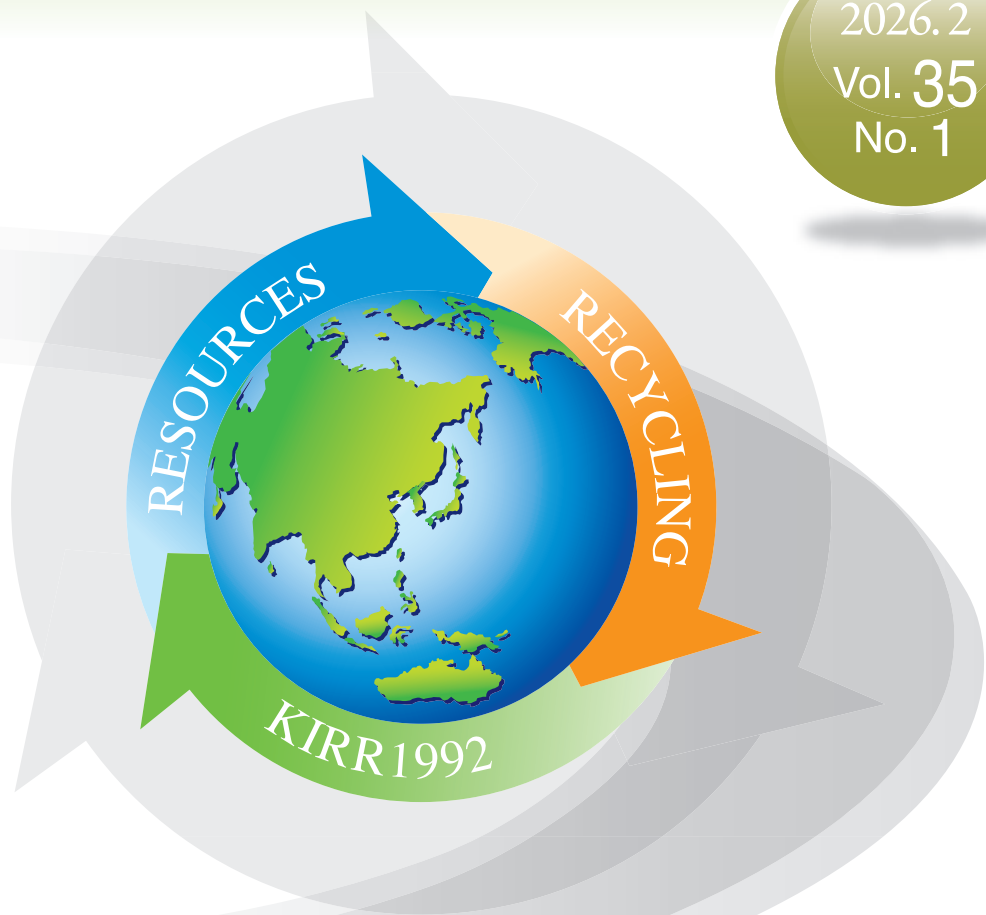 2026. 2
Vol. 35
No. 1
RESOURCES
RECYCLING
KIRR1992